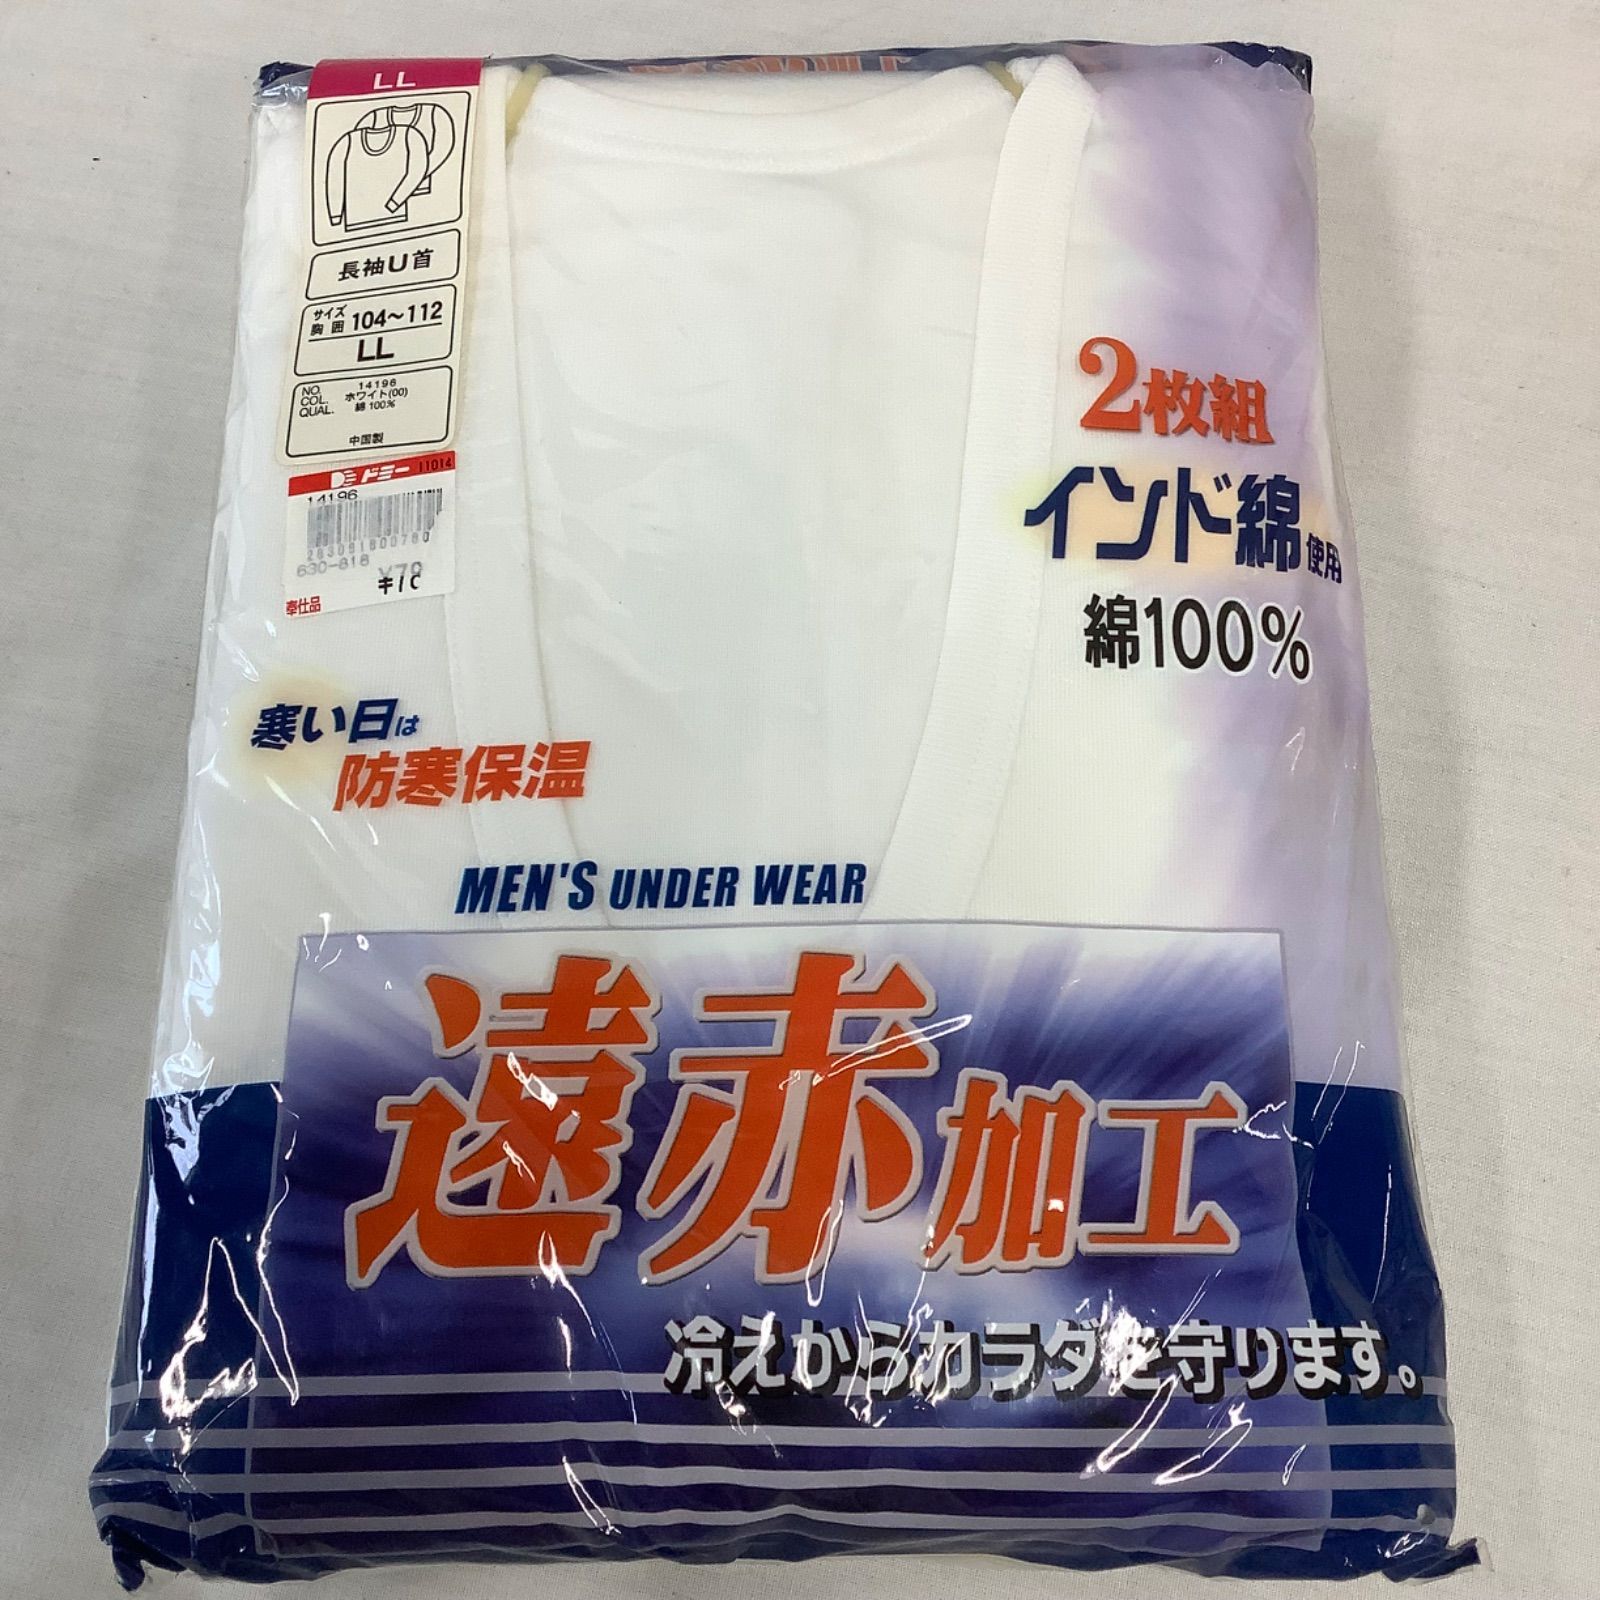 LL
長袖U首
サイズ
胸囲 104～112
LL
NO. 14196
COL. ホワイト(00)
QUAL. 綿100%
中国製
ドミー 11014
14196
630-816
奉仕品
2枚組
インド綿使用
綿100%
寒い日は
防寒保温
MEN'S UNDER WEAR
遠赤加工
冷えからカラダを守ります。